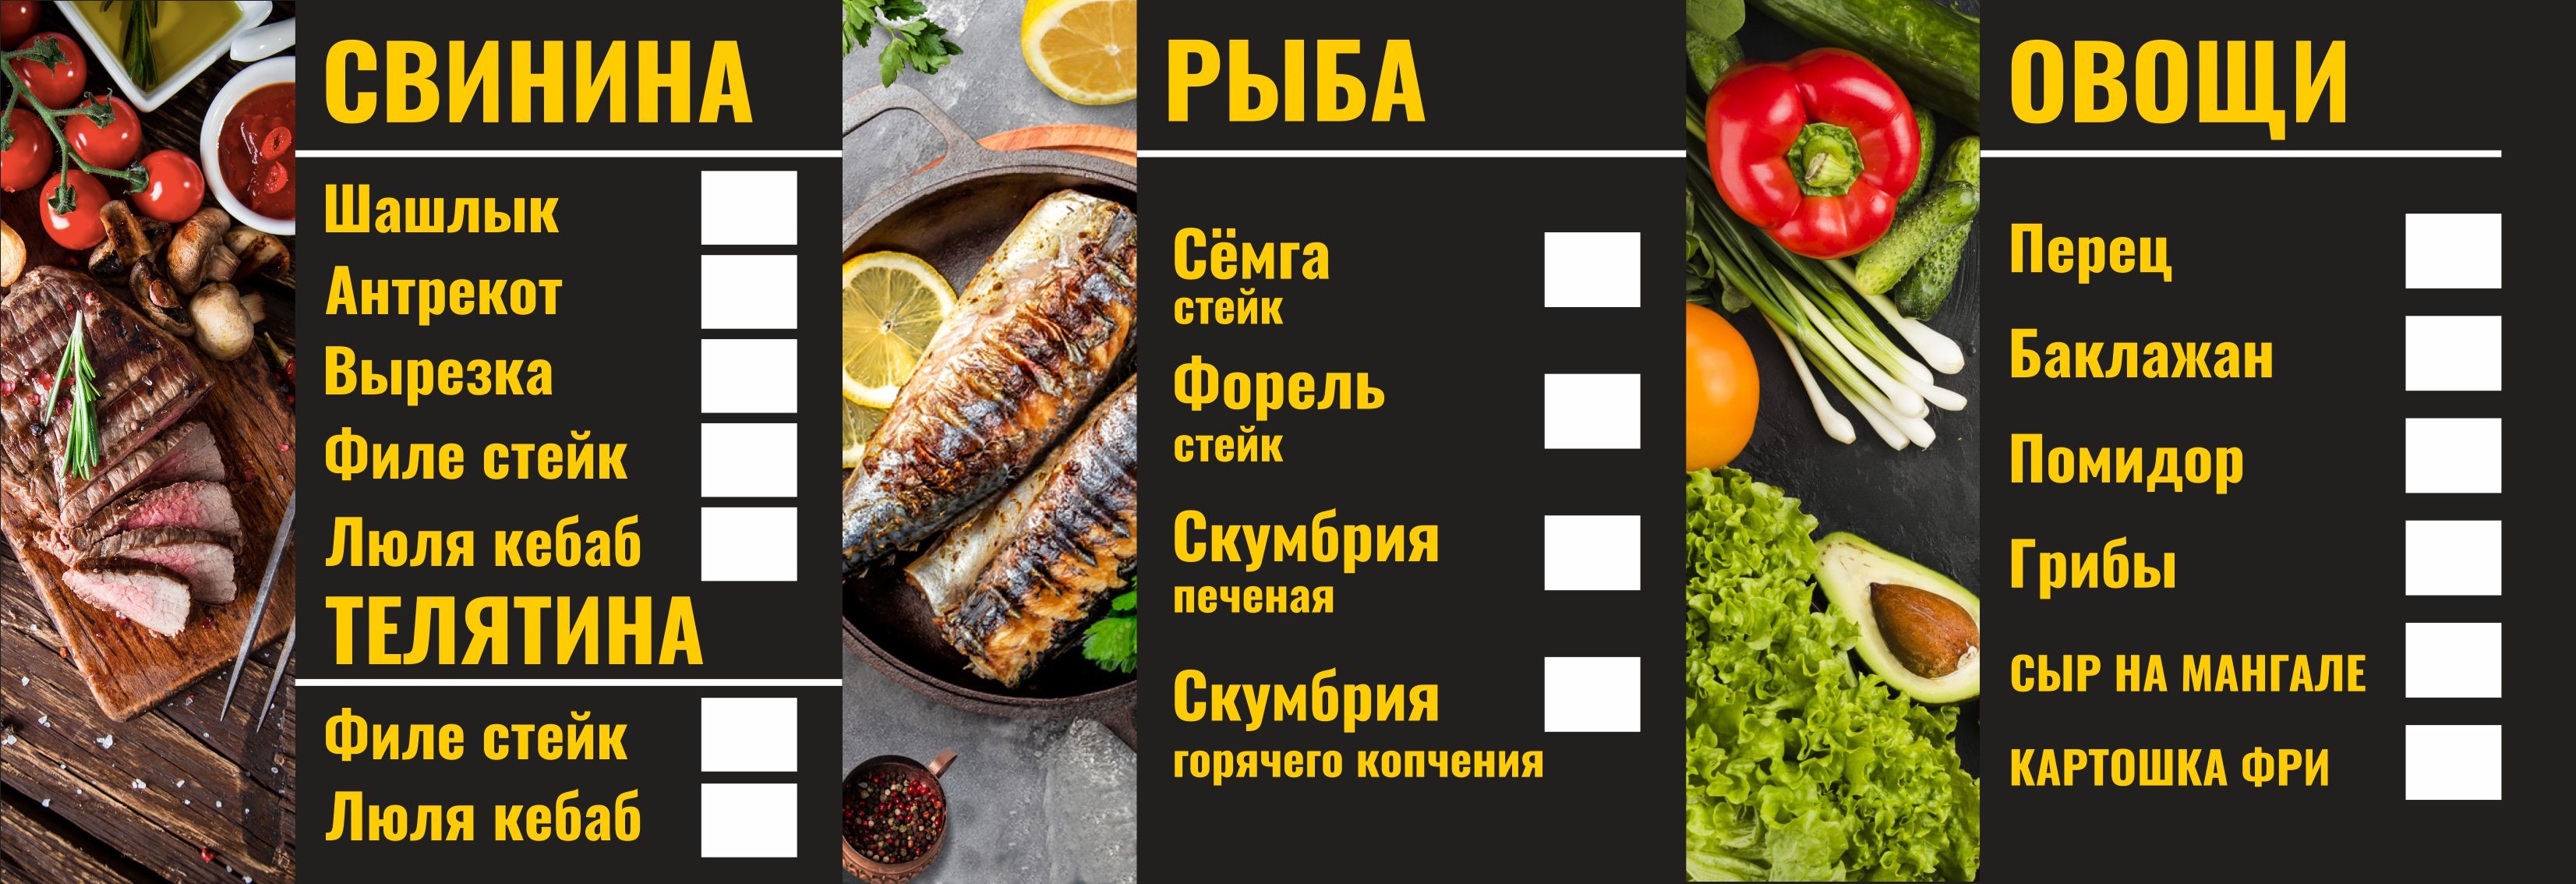 СВИНИНА
Шашлык
Антрекот
Вырезка
Филе стейк
Люля кебаб
ТЕЛЯТИНА
Филе стейк
Люля кебаб
РЫБА
Сёмга
стейк
Форель
стейк
Скумбрия
печеная
Скумбрия
горячего копчения
ОВОЩИ
Перец
Баклажан
Помидор
Грибы
СЫР НА МАНГАЛЕ
КАРТОШКА ФРИ